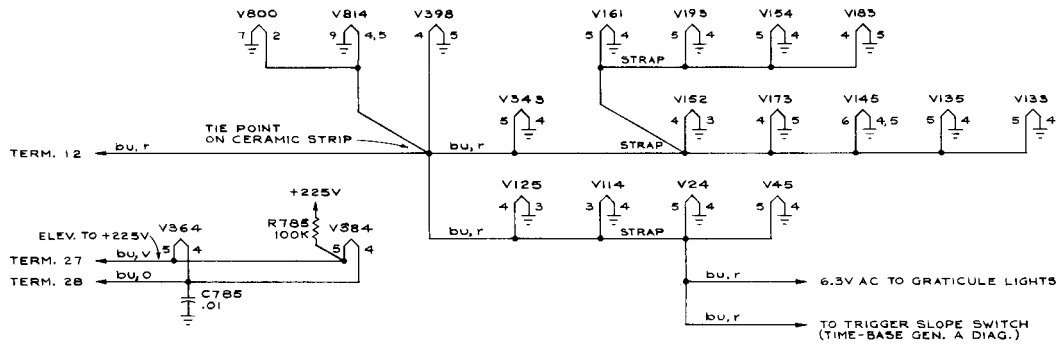 V800 V814 V398 V161 V193 V154 V183
7 2 9 4,5 4 5 5 4 5 4 5 4 4 5
STRAP
V343 V152 V173 V145 V135 V133
5 4 4 3 4 5 6 4,5 5 4 5 4
TIE POINT
ON CERAMIC STRIP
TERM. 12 bu, r bu, r STRAP
V125 V114 V24 V45
4 3 3 4 5 4 5 4
+225V
R785
100K
V364 V384
5 4 5 4
bu, r STRAP
ELEV. TO +225V
TERM. 27 bu, v
TERM. 28 bu, o
C785
.01
bu, r 6.3V AC TO GRATICULE LIGHTS
bu, r TO TRIGGER SLOPE SWITCH
(TIME-BASE GEN. A DIAG.)